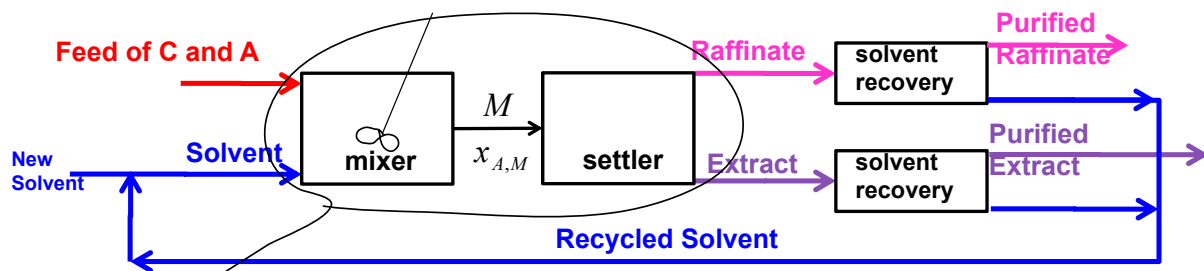 Feed of C and A
New
Solvent
Solvent
mixer
M
x_{A,M}
settler
Raffinate
Extract
solvent
recovery
Purified
Raffinate
solvent
recovery
Purified
Extract
Recycled Solvent